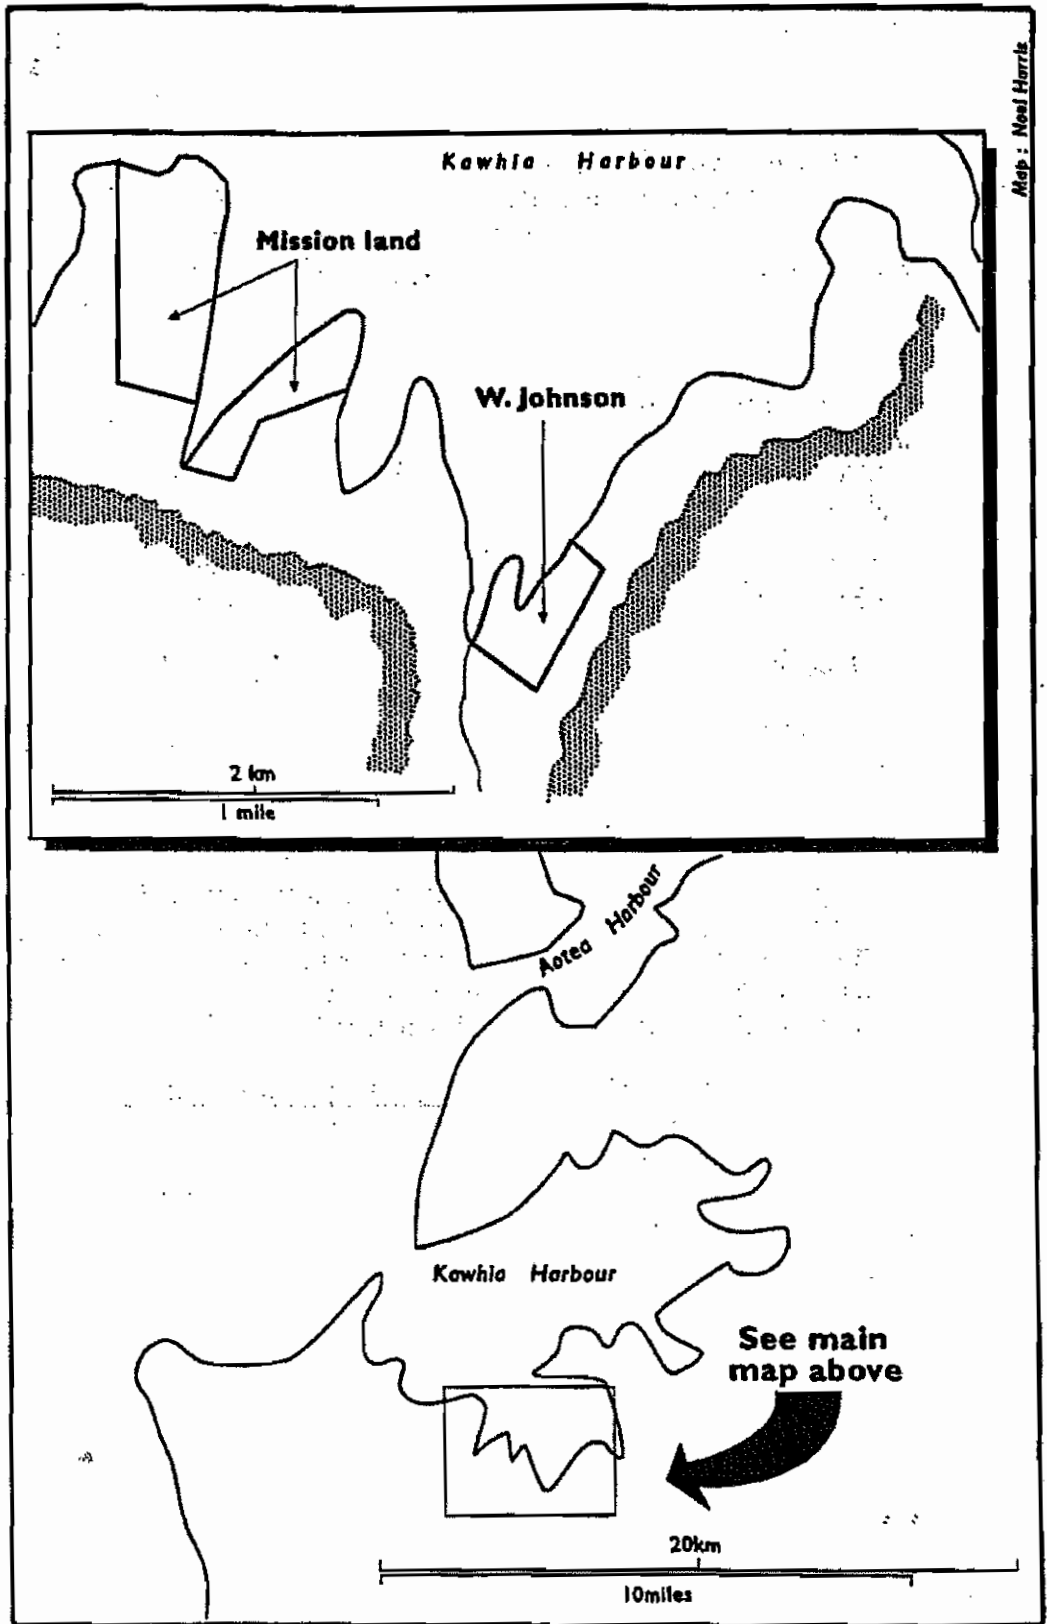 Map : Noel Harris
Kawhia Harbour
Mission land
W. Johnson
2 km
1 mile
Aotea Harbour
Kawhia Harbour
See main
map above
20km
10miles